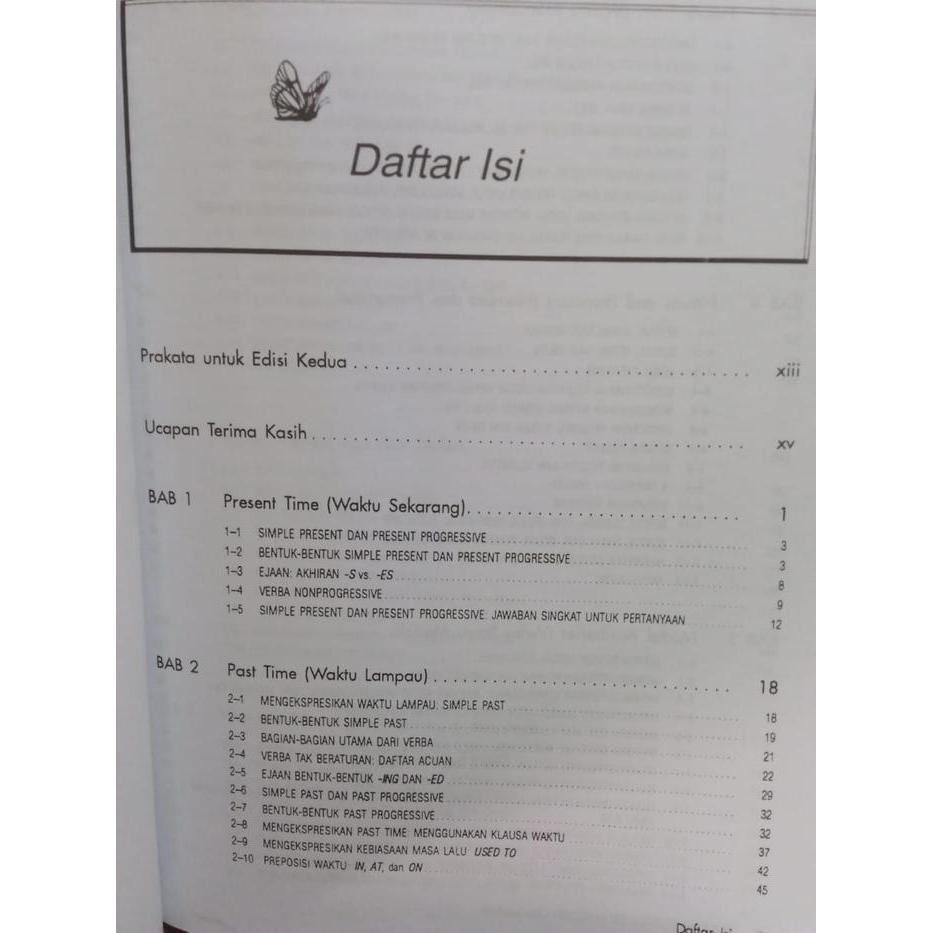 Daftar Isi
Prakata untuk Edisi Kedua . . . . . . . . . . . . . . . . . . . . . . . . . . . . . . xiii
Ucapan Terima Kasih . . . . . . . . . . . . . . . . . . . . . . . . . . . . . . xv
BAB 1 Present Time (Waktu Sekarang) . . . . . . . . . . . . . . . . . . . . 1
1–1 SIMPLE PRESENT DAN PRESENT PROGRESSIVE 3
1–2 BENTUK-BENTUK SIMPLE PRESENT DAN PRESENT PROGRESSIVE 3
1–3 EJAAN: AKHIRAN -S vs. -ES 8
1–4 VERBA NONPROGRESSIVE 9
1–5 SIMPLE PRESENT DAN PRESENT PROGRESSIVE: JAWABAN SINGKAT UNTUK PERTANYAAN 12
BAB 2 Past Time (Waktu Lampau) . . . . . . . . . . . . . . . . . . . . . . 18
2–1 MENGEKSPRESIKAN WAKTU LAMPAU: SIMPLE PAST 18
2–2 BENTUK-BENTUK SIMPLE PAST 19
2–3 BAGIAN-BAGIAN UTAMA DARI VERBA 21
2–4 VERBA TAK BERATURAN: DAFTAR ACUAN 22
2–5 EJAAN BENTUK-BENTUK -ING DAN -ED 29
2–6 SIMPLE PAST DAN PAST PROGRESSIVE 32
2–7 BENTUK-BENTUK PAST PROGRESSIVE 32
2–8 MENGEKSPRESIKAN PAST TIME: MENGGUNAKAN KLAUSA WAKTU 37
2–9 MENGEKSPRESIKAN KEBIASAAN MASA LALU: USED TO 42
2–10 PREPOSISI WAKTU: IN, AT, dan ON 45
Daftar Isi